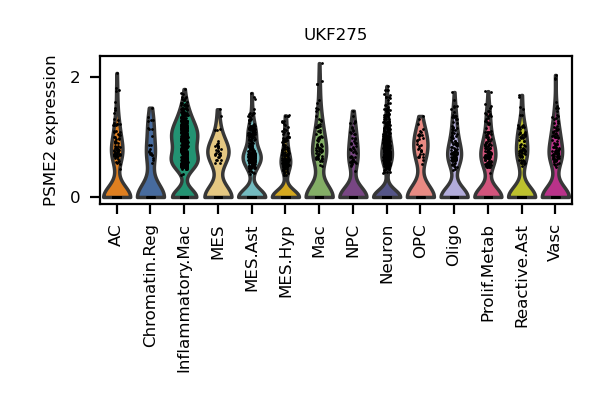 UKF275
PSME2 expression
2
0
AC
Chromatin.Reg
Inflammatory.Mac
MES
MES.Ast
MES.Hyp
Mac
NPC
Neuron
OPC
Oligo
Prolif.Metab
Reactive.Ast
Vasc